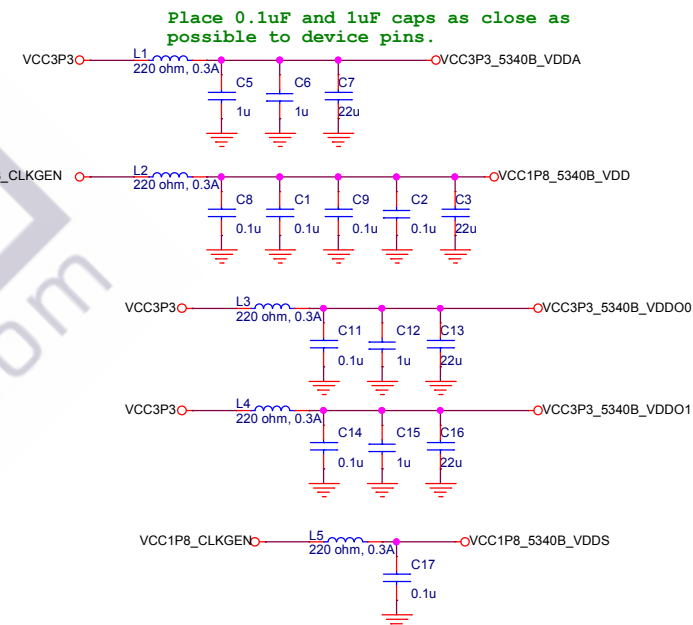 Place 0.1uF and 1uF caps as close as
possible to device pins.
VCC3P3
L1
220 ohm, 0.3A
VCC3P3_5340B_VDDA
C5
1u
C6
1u
C7
22u
_CLKGEN
L2
220 ohm, 0.3A
VCC1P8_5340B_VDD
C8
0.1u
C1
0.1u
C9
0.1u
C2
0.1u
C3
22u
VCC3P3
L3
220 ohm, 0.3A
VCC3P3_5340B_VDDO0
C11
0.1u
C12
1u
C13
22u
VCC3P3
L4
220 ohm, 0.3A
VCC3P3_5340B_VDDO1
C14
0.1u
C15
1u
C16
22u
VCC1P8_CLKGEN
L5
220 ohm, 0.3A
VCC1P8_5340B_VDDS
C17
0.1u
om